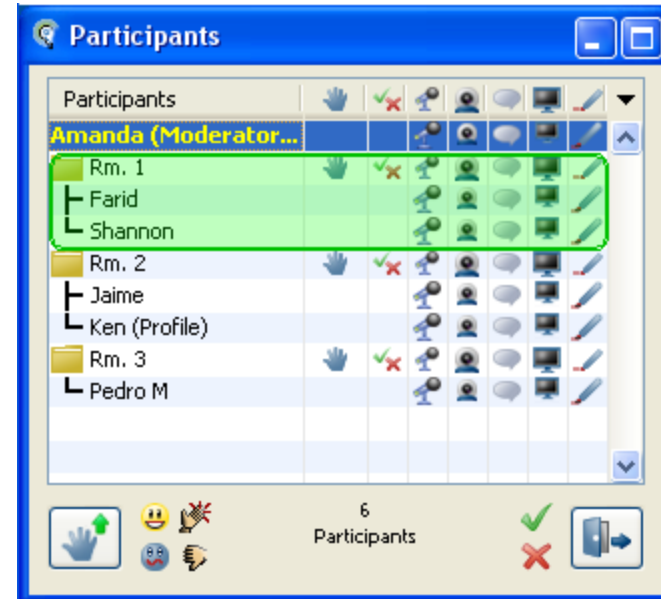 Participants
Participants
Amanda (Moderator...
Rm. 1
Farid
Shannon
Rm. 2
Jaime
Ken (Profile)
Rm. 3
Pedro M
6
Participants